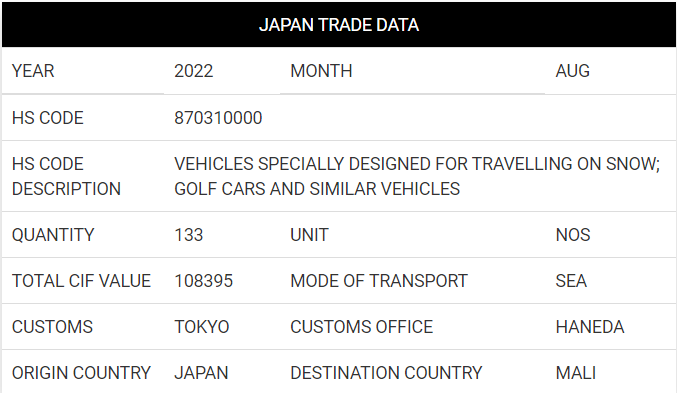 JAPAN TRADE DATA
YEAR 2022 MONTH AUG
HS CODE 870310000
HS CODE DESCRIPTION VEHICLES SPECIALLY DESIGNED FOR TRAVELLING ON SNOW;
GOLF CARS AND SIMILAR VEHICLES
QUANTITY 133 UNIT NOS
TOTAL CIF VALUE 108395 MODE OF TRANSPORT SEA
CUSTOMS TOKYO CUSTOMS OFFICE HANEDA
ORIGIN COUNTRY JAPAN DESTINATION COUNTRY MALI